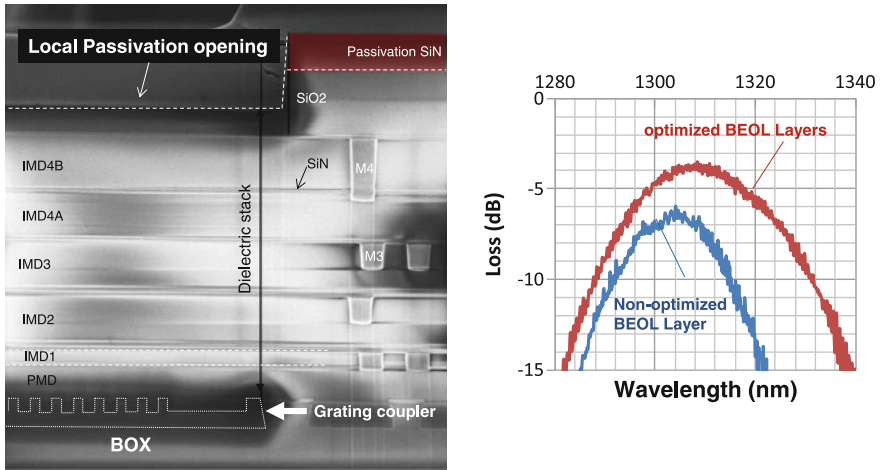 Local Passivation opening
Passivation SiN
SiO2
IMD4B
SiN
M4
IMD4A
Dielectric stack
IMD3
M3
IMD2
IMD1
PMD
Grating coupler
BOX
1280 1300 1320 1340
0
optimized BEOL Layers
-5
Loss (dB)
-10
Non-optimized
BEOL Layer
-15
Wavelength (nm)